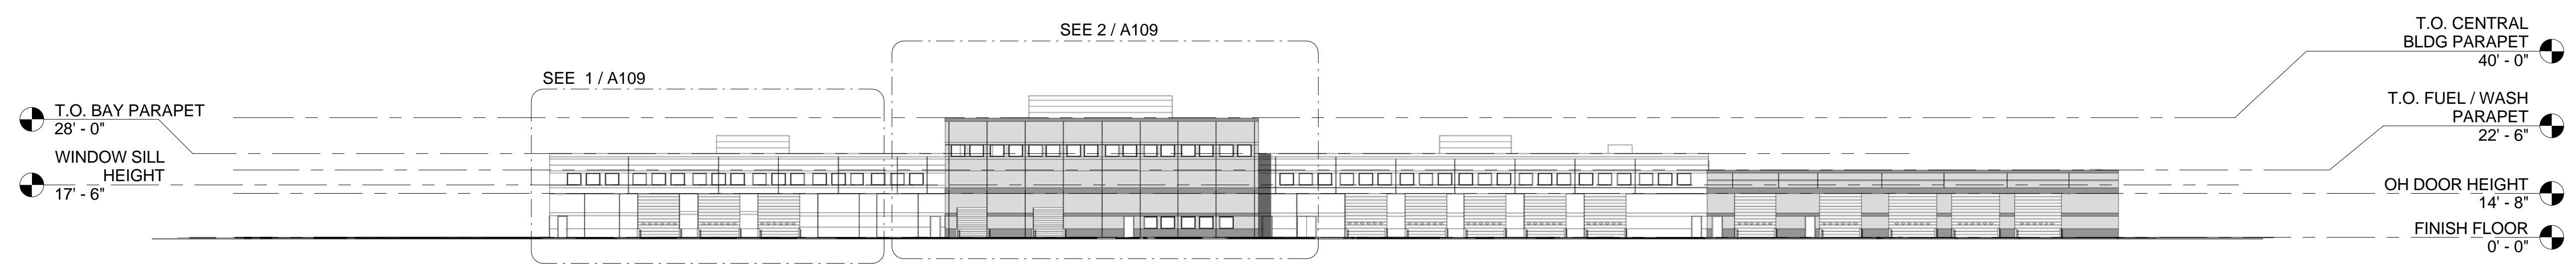 SEE 2 / A109
SEE 1 / A109
T.O. BAY PARAPET
28' - 0"
WINDOW SILL
HEIGHT
17' - 6"
T.O. CENTRAL
BLDG PARAPET
40' - 0"
T.O. FUEL / WASH
PARAPET
22' - 6"
OH DOOR HEIGHT
14' - 8"
FINISH FLOOR
0' - 0"